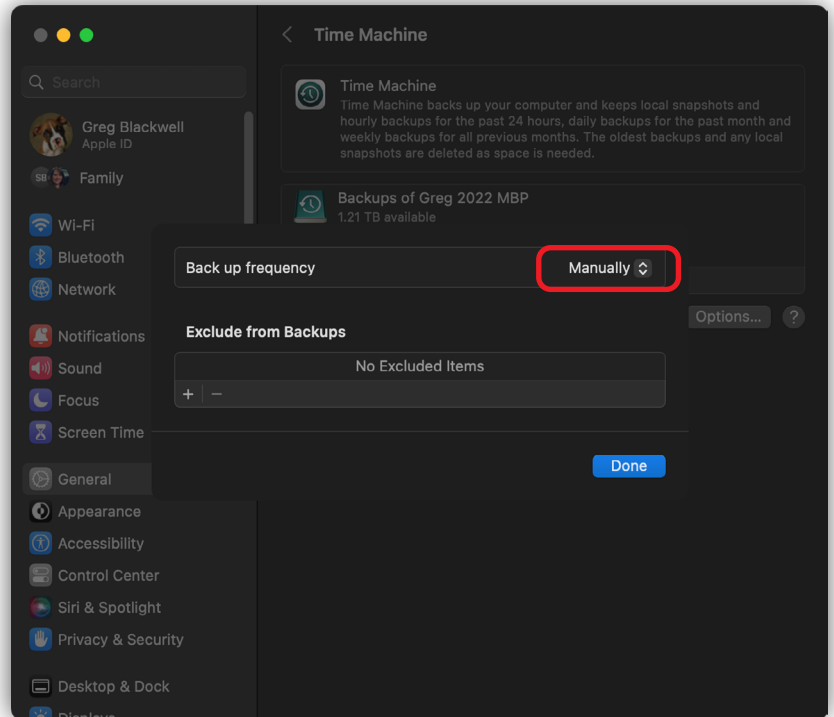 Time Machine
Search
Greg Blackwell
Apple ID
SB
Family
Wi-Fi
Bluetooth
Network
Notifications
Sound
Focus
Screen Time
General
Appearance
Accessibility
Control Center
Siri & Spotlight
Privacy & Security
Desktop & Dock
Displays
Time Machine
Time Machine backs up your computer and keeps local snapshots and
hourly backups for the past 24 hours, daily backups for the past month and
weekly backups for all previous months. The oldest backups and any local
snapshots are deleted as space is needed.
Backups of Greg 2022 MBP
1.21 TB available
Options... ?
Back up frequency Manually
Exclude from Backups
No Excluded Items
+ −
Done